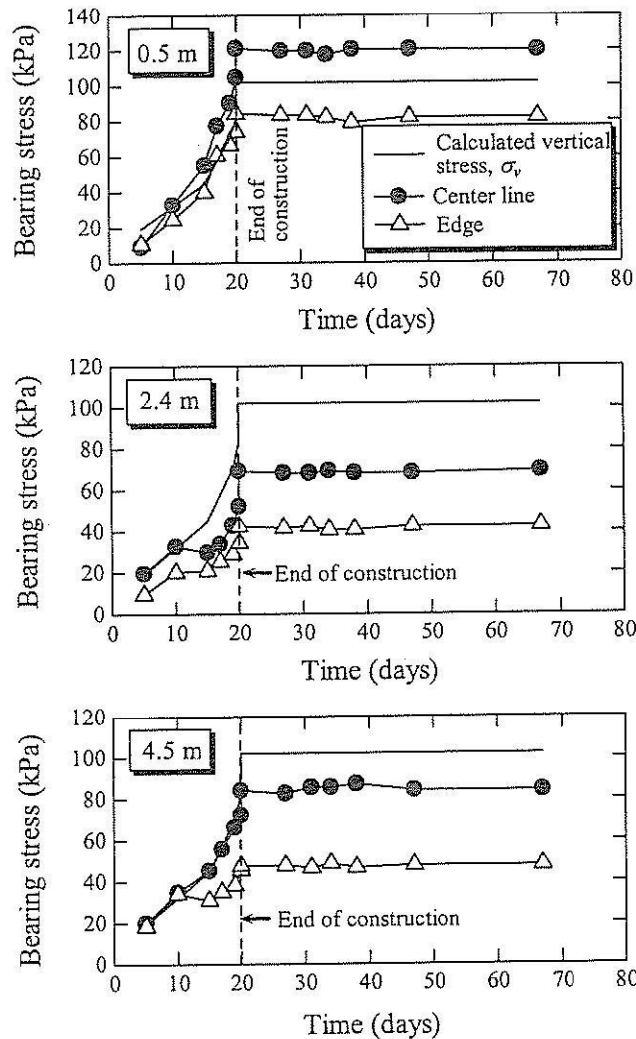 Bearing stress (kPa)
140
120
100
80
60
40
20
0
0.5 m
End of
construction
Calculated vertical
stress, σᵥ
Center line
Edge
0 10 20 30 40 50 60 70 80
Time (days)
Bearing stress (kPa)
120
100
80
60
40
20
0
2.4 m
End of construction
0 10 20 30 40 50 60 70 80
Time (days)
Bearing stress (kPa)
120
100
80
60
40
20
0
4.5 m
End of construction
0 10 20 30 40 50 60 70 80
Time (days)